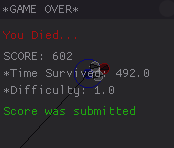 *GAME OVER*
You Died...
SCORE: 602
*Time Survived: 492.0
*Difficulty: 1.0
Score was submitted